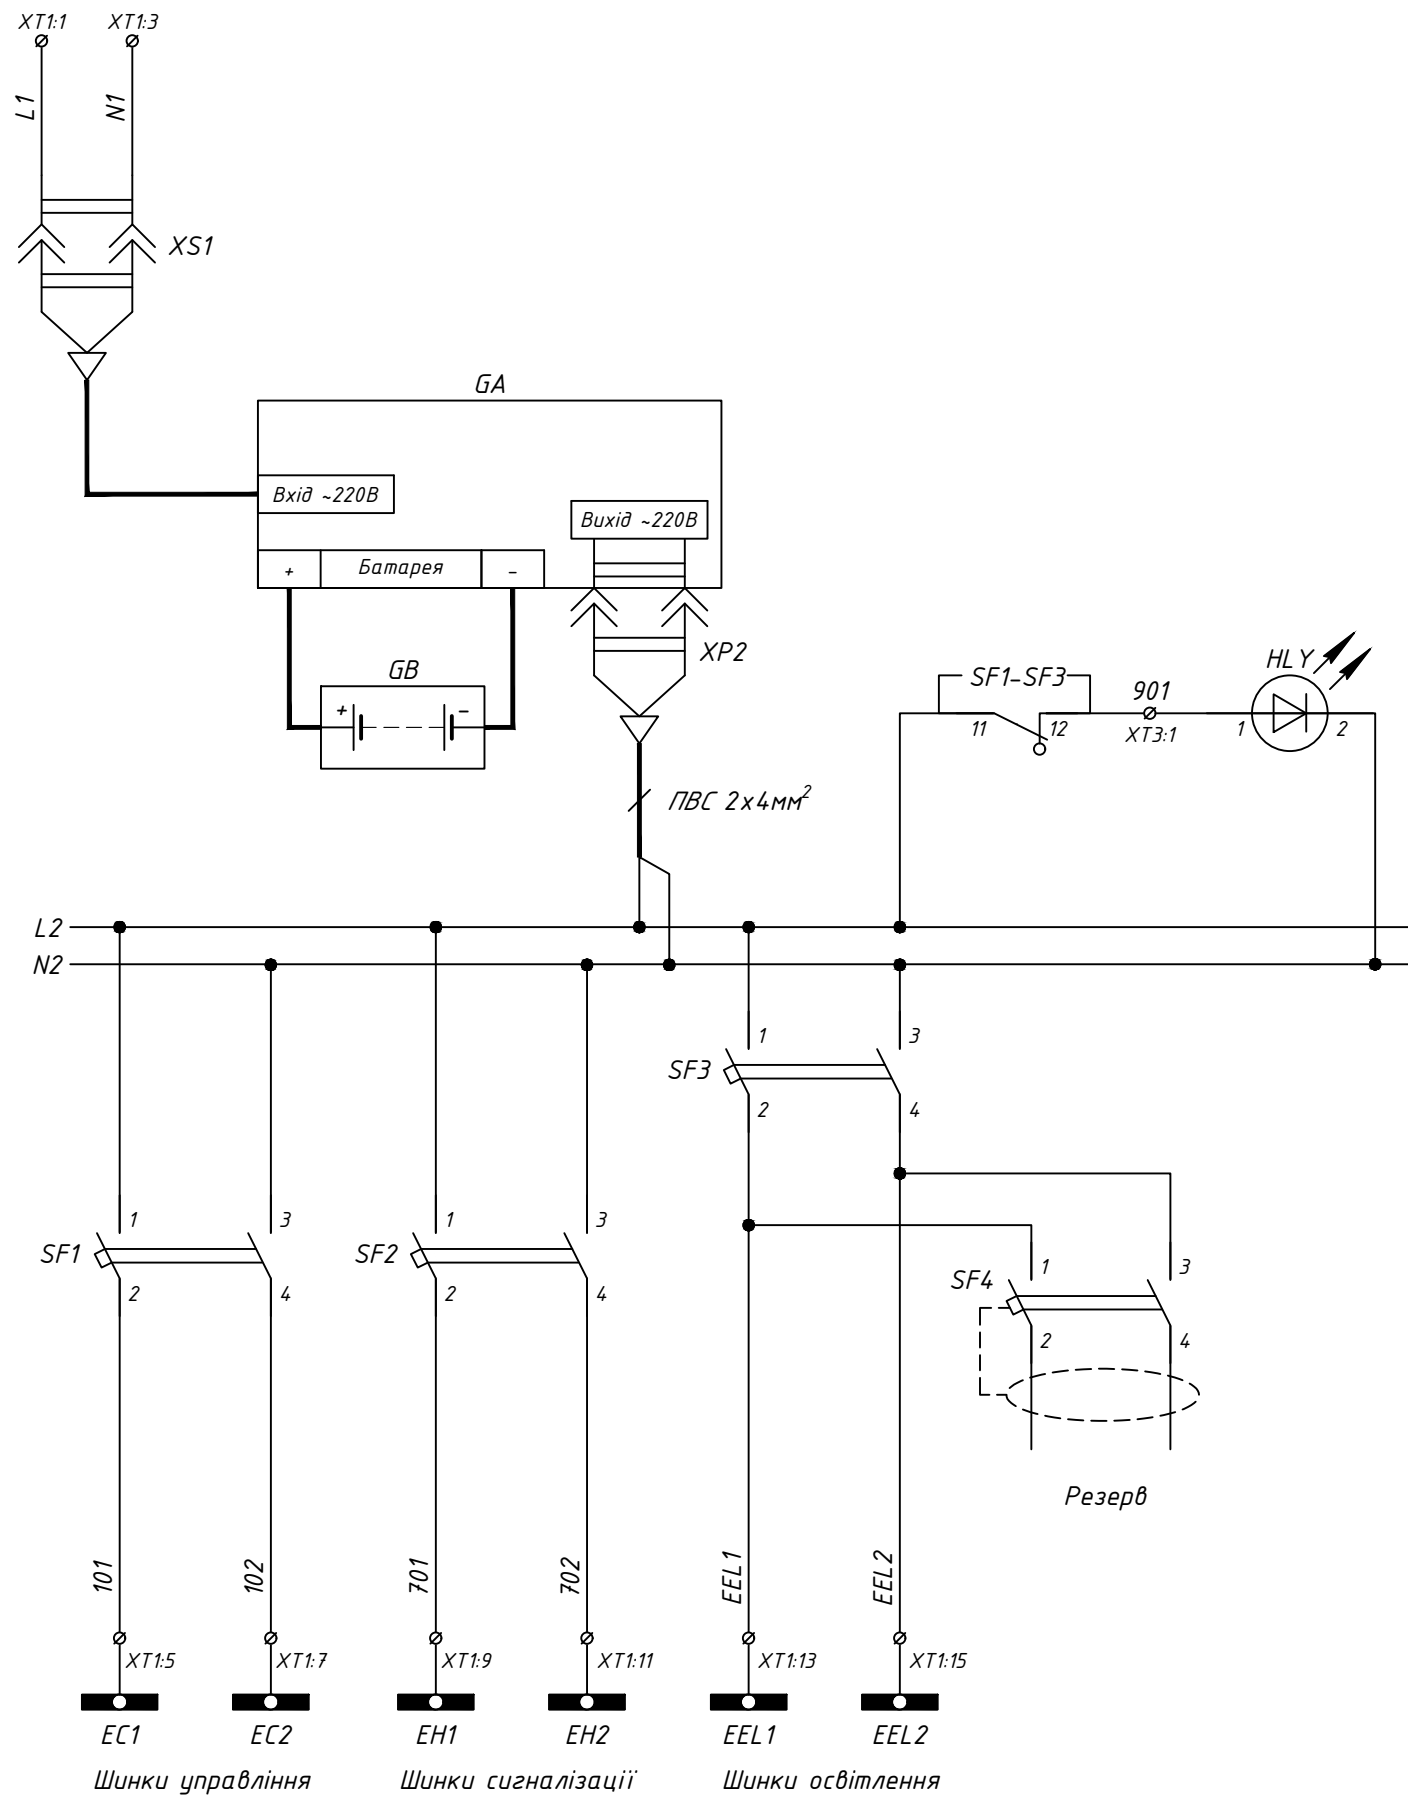 XT1:1 XT1:3
L1 N1
XS1
GA
Вхід ~220В
Вихід ~220В
+ Батарея -
XP2
GB
+ -
SF1-SF3
11 12
901
XT3:1
HLY
1 2
ПВС 2х4мм²
L2
N2
1 3
SF3
2 4
1 3
SF1
2 4
1 3
SF2
2 4
1 3
SF4
2 4
Резерв
101 102 701 702 EEL1 EEL2
XT1:5 XT1:7 XT1:9 XT1:11 XT1:13 XT1:15
EC1 EC2 EH1 EH2 EEL1 EEL2
Шинки управління Шинки сигналізації Шинки освітлення